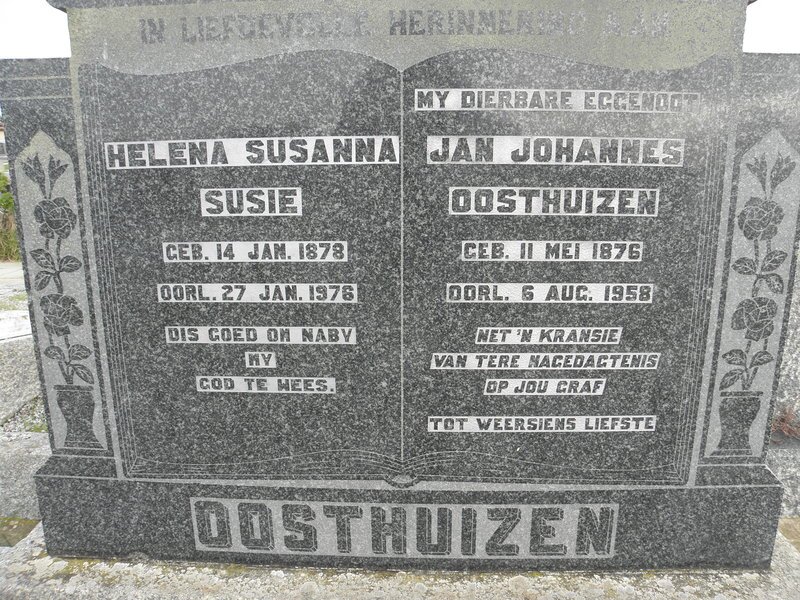 IN LIEFDEVOLLE HERINNERING AAN
HELENA SUSANNA
SUSIE
GEB. 14 JAN. 1878
OORL. 27 JAN. 1976
DIS GOED OM NABY
MY
GOD TE WEES.
MY DIERBARE EGGENOOT
JAN JOHANNES
OOSTHUIZEN
GEB. 11 MEI 1876
OORL. 6 AUG. 1958
NET 'N KRANSIE
VAN TERE NAGEDAGTENIS
OP JOU GRAF
TOT WEERSIENS LIEFSTE
OOSTHUIZEN